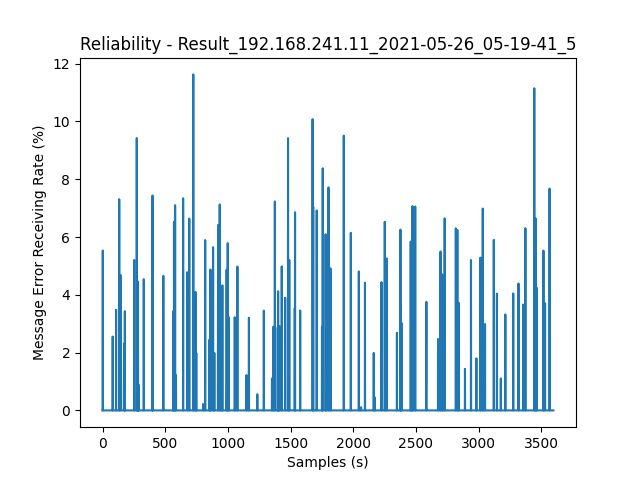 Reliability - Result_192.168.241.11_2021-05-26_05-19-41_5
12
10
8
6
4
2
0
Message Error Receiving Rate (%)
0 500 1000 1500 2000 2500 3000 3500
Samples (s)